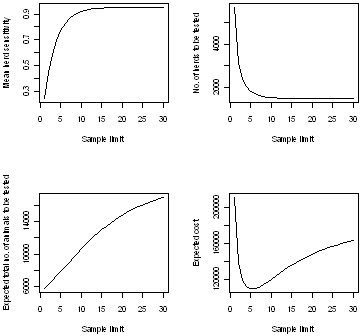 Mean herd sensitivity
0.9
0.7
0.5
0.3
0 5 10 15 20 25 30
Sample limit
No. of herds to be tested
4000
2000
0 5 10 15 20 25 30
Sample limit
Expected total no. of animals to be tested
14000
10000
6000
0 5 10 15 20 25 30
Sample limit
Expected cost
200000
160000
120000
0 5 10 15 20 25 30
Sample limit